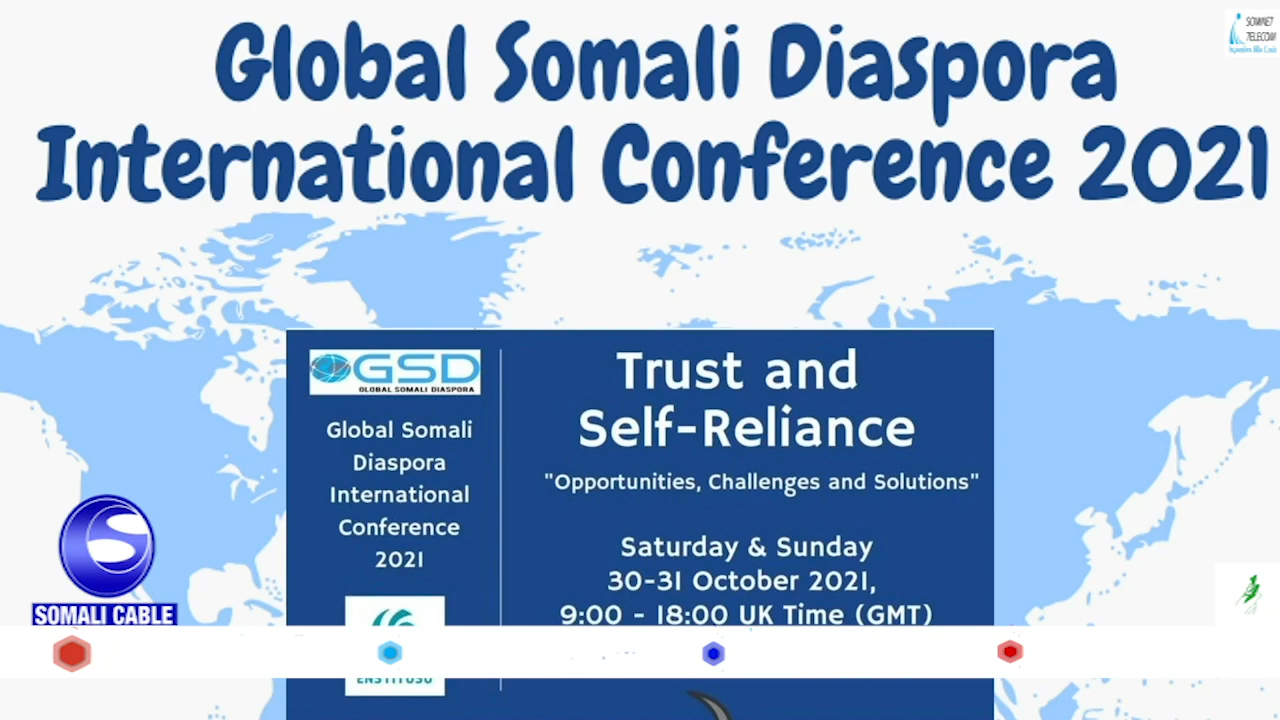 Global Somali Diaspora
International Conference 2021
SOMNET
TELECOM
GSD
GLOBAL SOMALI DIASPORA
Global Somali
Diaspora
International
Conference
2021
Trust and
Self-Reliance
"Opportunities, Challenges and Solutions"
Saturday & Sunday
30-31 October 2021,
9:00 - 18:00 UK Time (GMT)
SOMALI CABLE